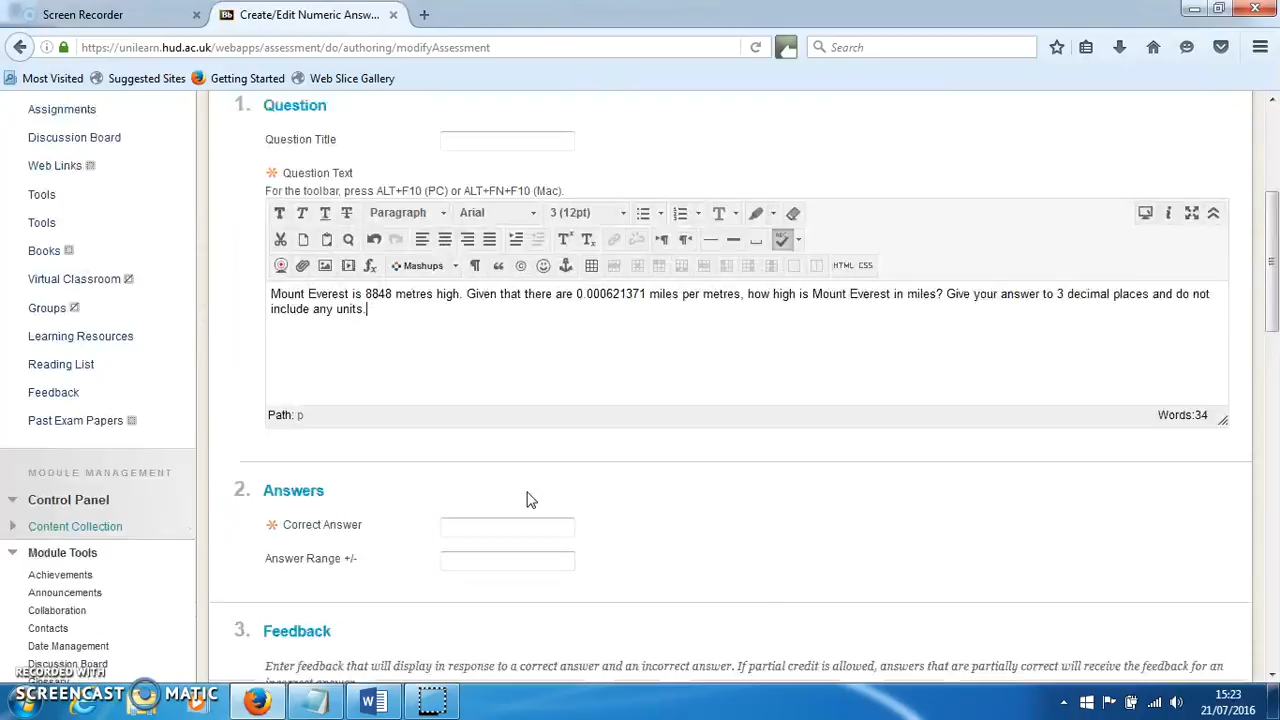 Screen Recorder
Create/Edit Numeric Answ...
https://unilearn.hud.ac.uk/webapps/assessment/do/authoring/modifyAssessment
Search
Most Visited
Suggested Sites
Getting Started
Web Slice Gallery
Assignments
Discussion Board
Web Links
Tools
Tools
Books
Virtual Classroom
Groups
Learning Resources
Reading List
Feedback
Past Exam Papers
MODULE MANAGEMENT
Control Panel
Content Collection
Module Tools
Achievements
Announcements
Collaboration
Contacts
Date Management
Discussion Board
1. Question
Question Title
Question Text
For the toolbar, press ALT+F10 (PC) or ALT+FN+F10 (Mac).
Paragraph Arial 3 (12pt)
Mashups HTML CSS
Mount Everest is 8848 metres high. Given that there are 0.000621371 miles per metres, how high is Mount Everest in miles? Give your answer to 3 decimal places and do not
include any units.
Path: p Words:34
2. Answers
Correct Answer
Answer Range +/-
3. Feedback
Enter feedback that will display in response to a correct answer and an incorrect answer. If partial credit is allowed, answers that are partially correct will receive the feedback for an
RECORDED WITH
SCREENCAST MATIC
15:23
21/07/2016